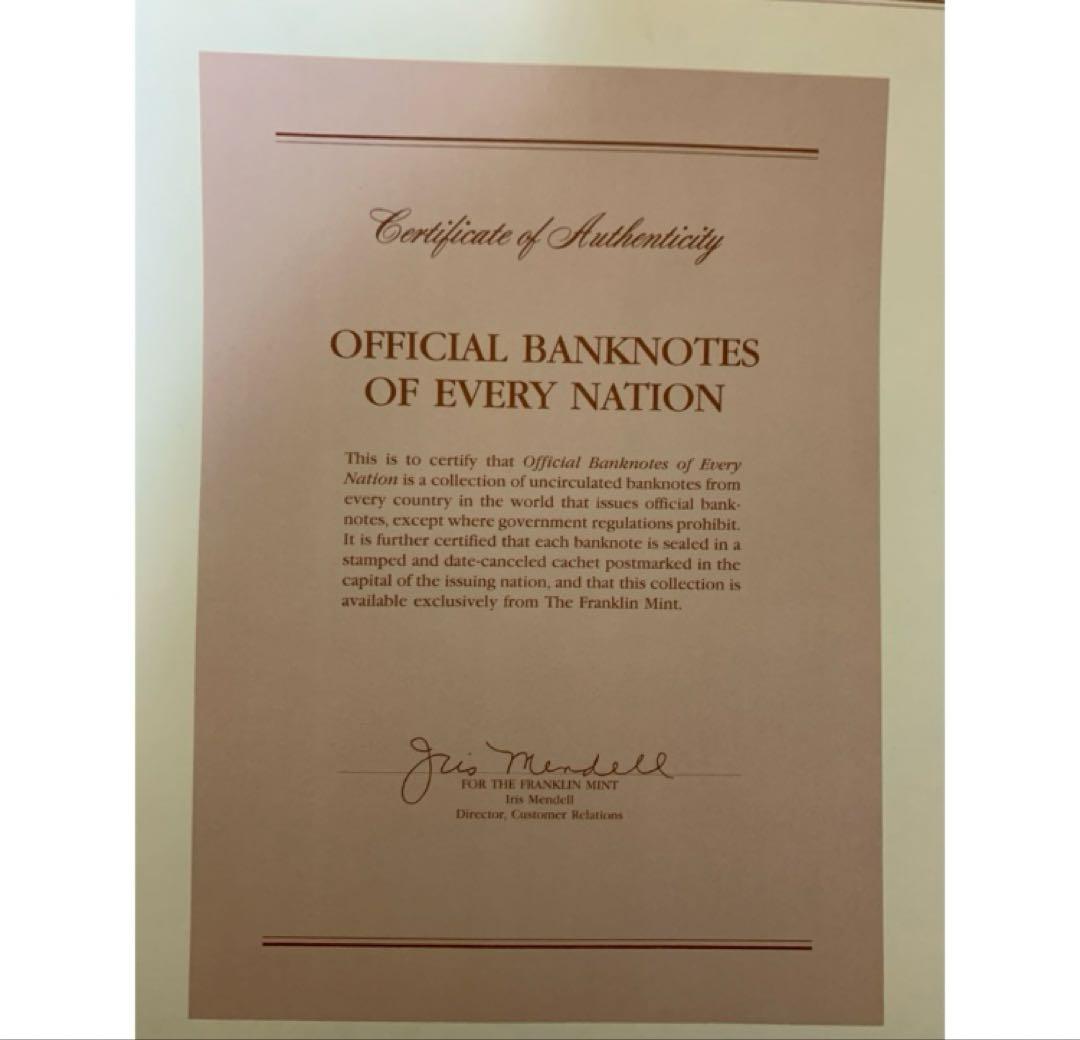 Certificate of Authenticity
OFFICIAL BANKNOTES
OF EVERY NATION
This is to certify that Official Banknotes of Every
Nation is a collection of uncirculated banknotes from
every country in the world that issues official bank-
notes, except where government regulations prohibit.
It is further certified that each banknote is sealed in a
stamped and date-canceled cachet postmarked in the
capital of the issuing nation, and that this collection is
available exclusively from The Franklin Mint.
Iris Mendell
FOR THE FRANKLIN MINT
Iris Mendell
Director, Customer Relations